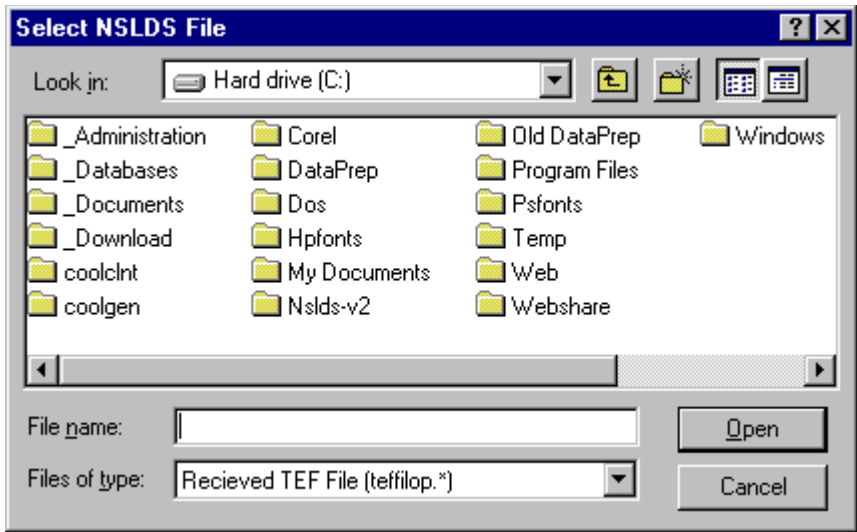 Select NSLDS File
Look in: Hard drive (C:)
_Administration Corel Old DataPrep Windows
_Databases DataPrep Program Files
_Documents Dos Psfonts
_Download Hpfonts Temp
coolclnt My Documents Web
coolgen Nslds-v2 Webshare
File name: Open
Files of type: Recieved TEF File (teffilop.*) Cancel